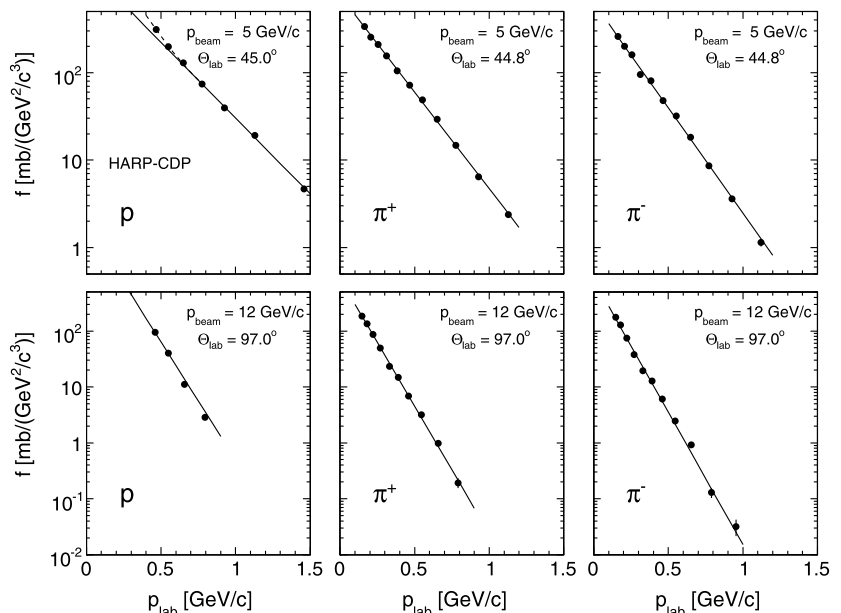 f [mb/(GeV²/c³)]
10²
10
1
p_beam = 5 GeV/c
Θ_lab = 45.0°
HARP-CDP
p
p_beam = 5 GeV/c
Θ_lab = 44.8°
π⁺
p_beam = 5 GeV/c
Θ_lab = 44.8°
π⁻
f [mb/(GeV²/c³)]
10²
10
1
10⁻¹
10⁻²
p_beam = 12 GeV/c
Θ_lab = 97.0°
p
p_beam = 12 GeV/c
Θ_lab = 97.0°
π⁺
p_beam = 12 GeV/c
Θ_lab = 97.0°
π⁻
0 0.5 1 1.5 0 0.5 1 1.5 0 0.5 1 1.5
p_lab [GeV/c] p_lab [GeV/c] p_lab [GeV/c]